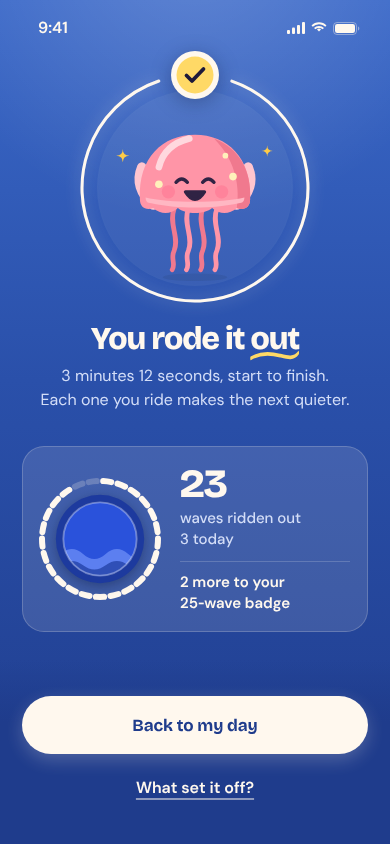 9:41
You rode it out
3 minutes 12 seconds, start to finish.
Each one you ride makes the next quieter.
23
waves ridden out
3 today
2 more to your
25-wave badge
Back to my day
What set it off?